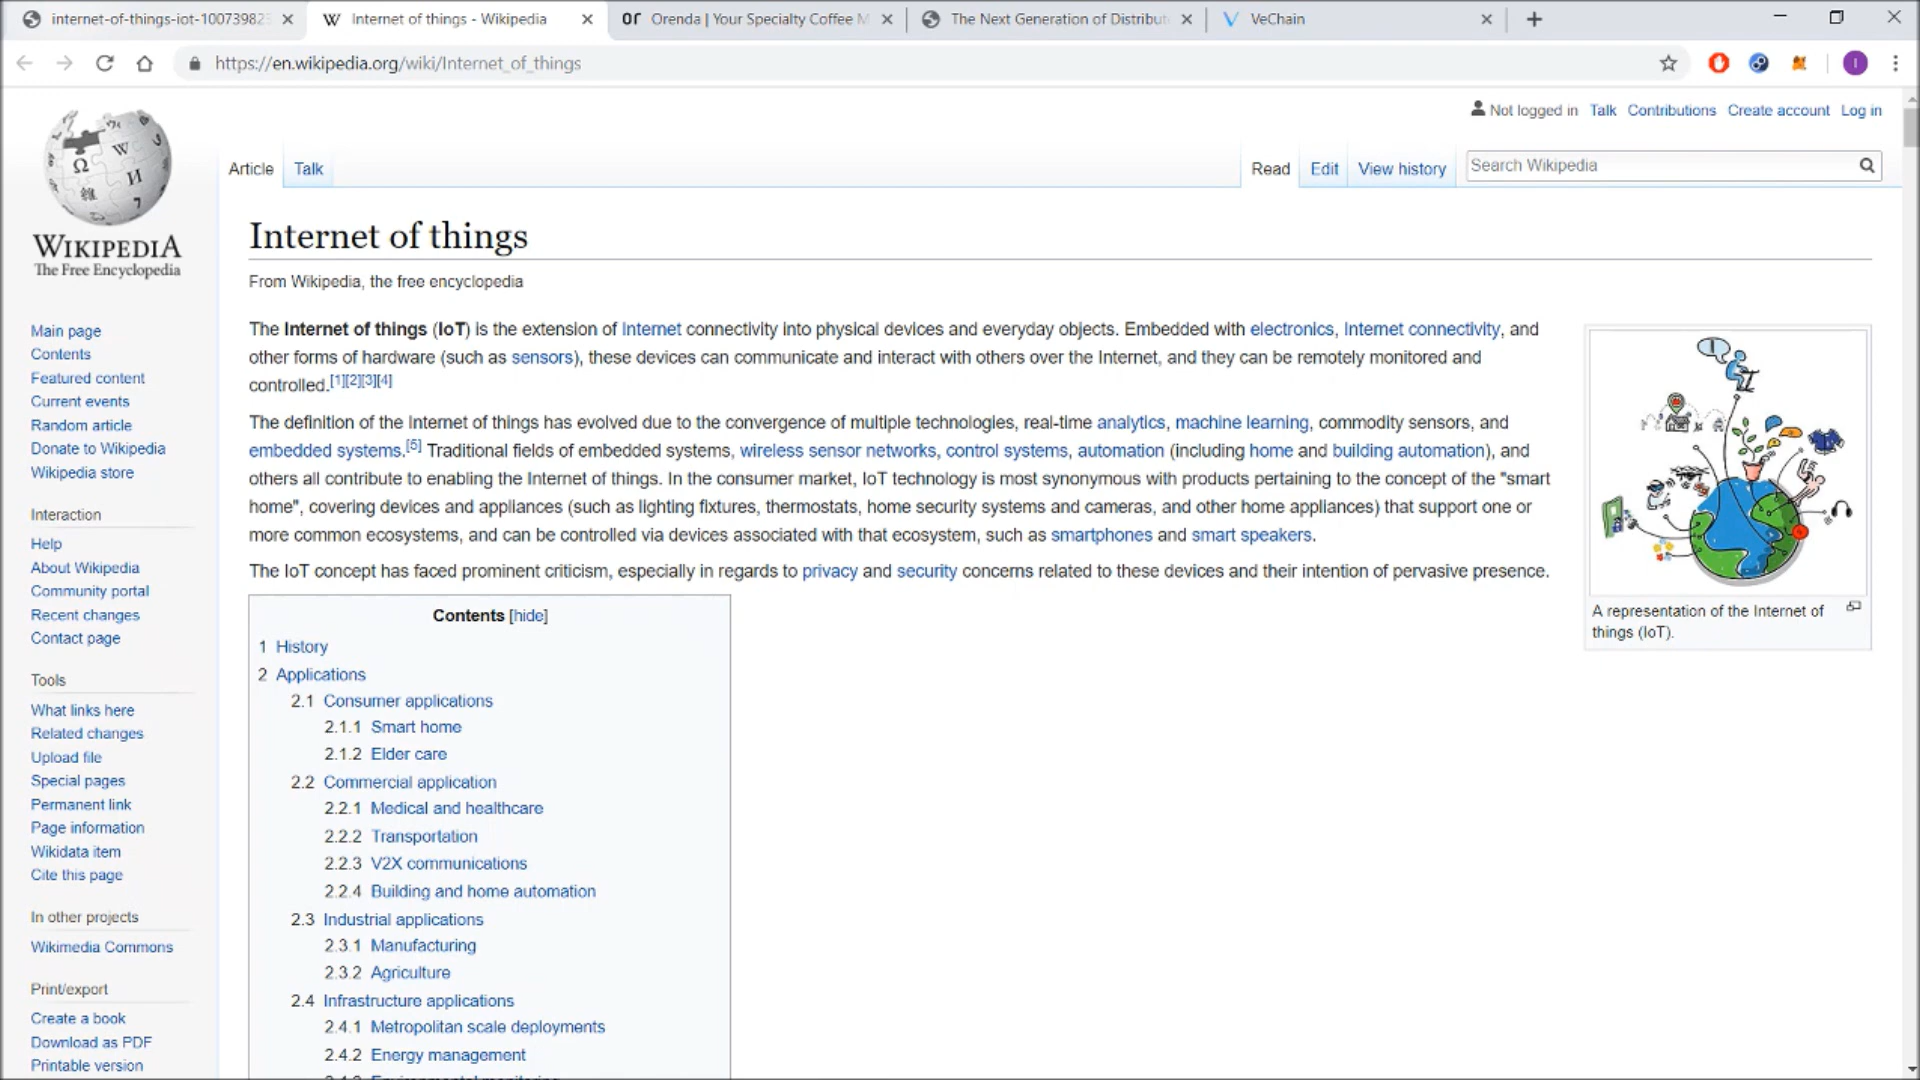 internet-of-things-iot-100739823
Internet of things - Wikipedia
or Orenda | Your Specialty Coffee M
The Next Generation of Distribut
VeChain
https://en.wikipedia.org/wiki/Internet_of_things
Not logged in Talk Contributions Create account Log in
Article Talk Read Edit View history Search Wikipedia
WIKIPEDIA
The Free Encyclopedia
Main page
Contents
Featured content
Current events
Random article
Donate to Wikipedia
Wikipedia store
Interaction
Help
About Wikipedia
Community portal
Recent changes
Contact page
Tools
What links here
Related changes
Upload file
Special pages
Permanent link
Page information
Wikidata item
Cite this page
In other projects
Wikimedia Commons
Print/export
Create a book
Download as PDF
Printable version
Internet of things
From Wikipedia, the free encyclopedia
The Internet of things (IoT) is the extension of Internet connectivity into physical devices and everyday objects. Embedded with electronics, Internet connectivity, and
other forms of hardware (such as sensors), these devices can communicate and interact with others over the Internet, and they can be remotely monitored and
controlled.[1][2][3][4]
The definition of the Internet of things has evolved due to the convergence of multiple technologies, real-time analytics, machine learning, commodity sensors, and
embedded systems.[5] Traditional fields of embedded systems, wireless sensor networks, control systems, automation (including home and building automation), and
others all contribute to enabling the Internet of things. In the consumer market, IoT technology is most synonymous with products pertaining to the concept of the "smart
home", covering devices and appliances (such as lighting fixtures, thermostats, home security systems and cameras, and other home appliances) that support one or
more common ecosystems, and can be controlled via devices associated with that ecosystem, such as smartphones and smart speakers.
The IoT concept has faced prominent criticism, especially in regards to privacy and security concerns related to these devices and their intention of pervasive presence.
A representation of the Internet of
things (IoT).
Contents [hide]
1 History
2 Applications
2.1 Consumer applications
2.1.1 Smart home
2.1.2 Elder care
2.2 Commercial application
2.2.1 Medical and healthcare
2.2.2 Transportation
2.2.3 V2X communications
2.2.4 Building and home automation
2.3 Industrial applications
2.3.1 Manufacturing
2.3.2 Agriculture
2.4 Infrastructure applications
2.4.1 Metropolitan scale deployments
2.4.2 Energy management